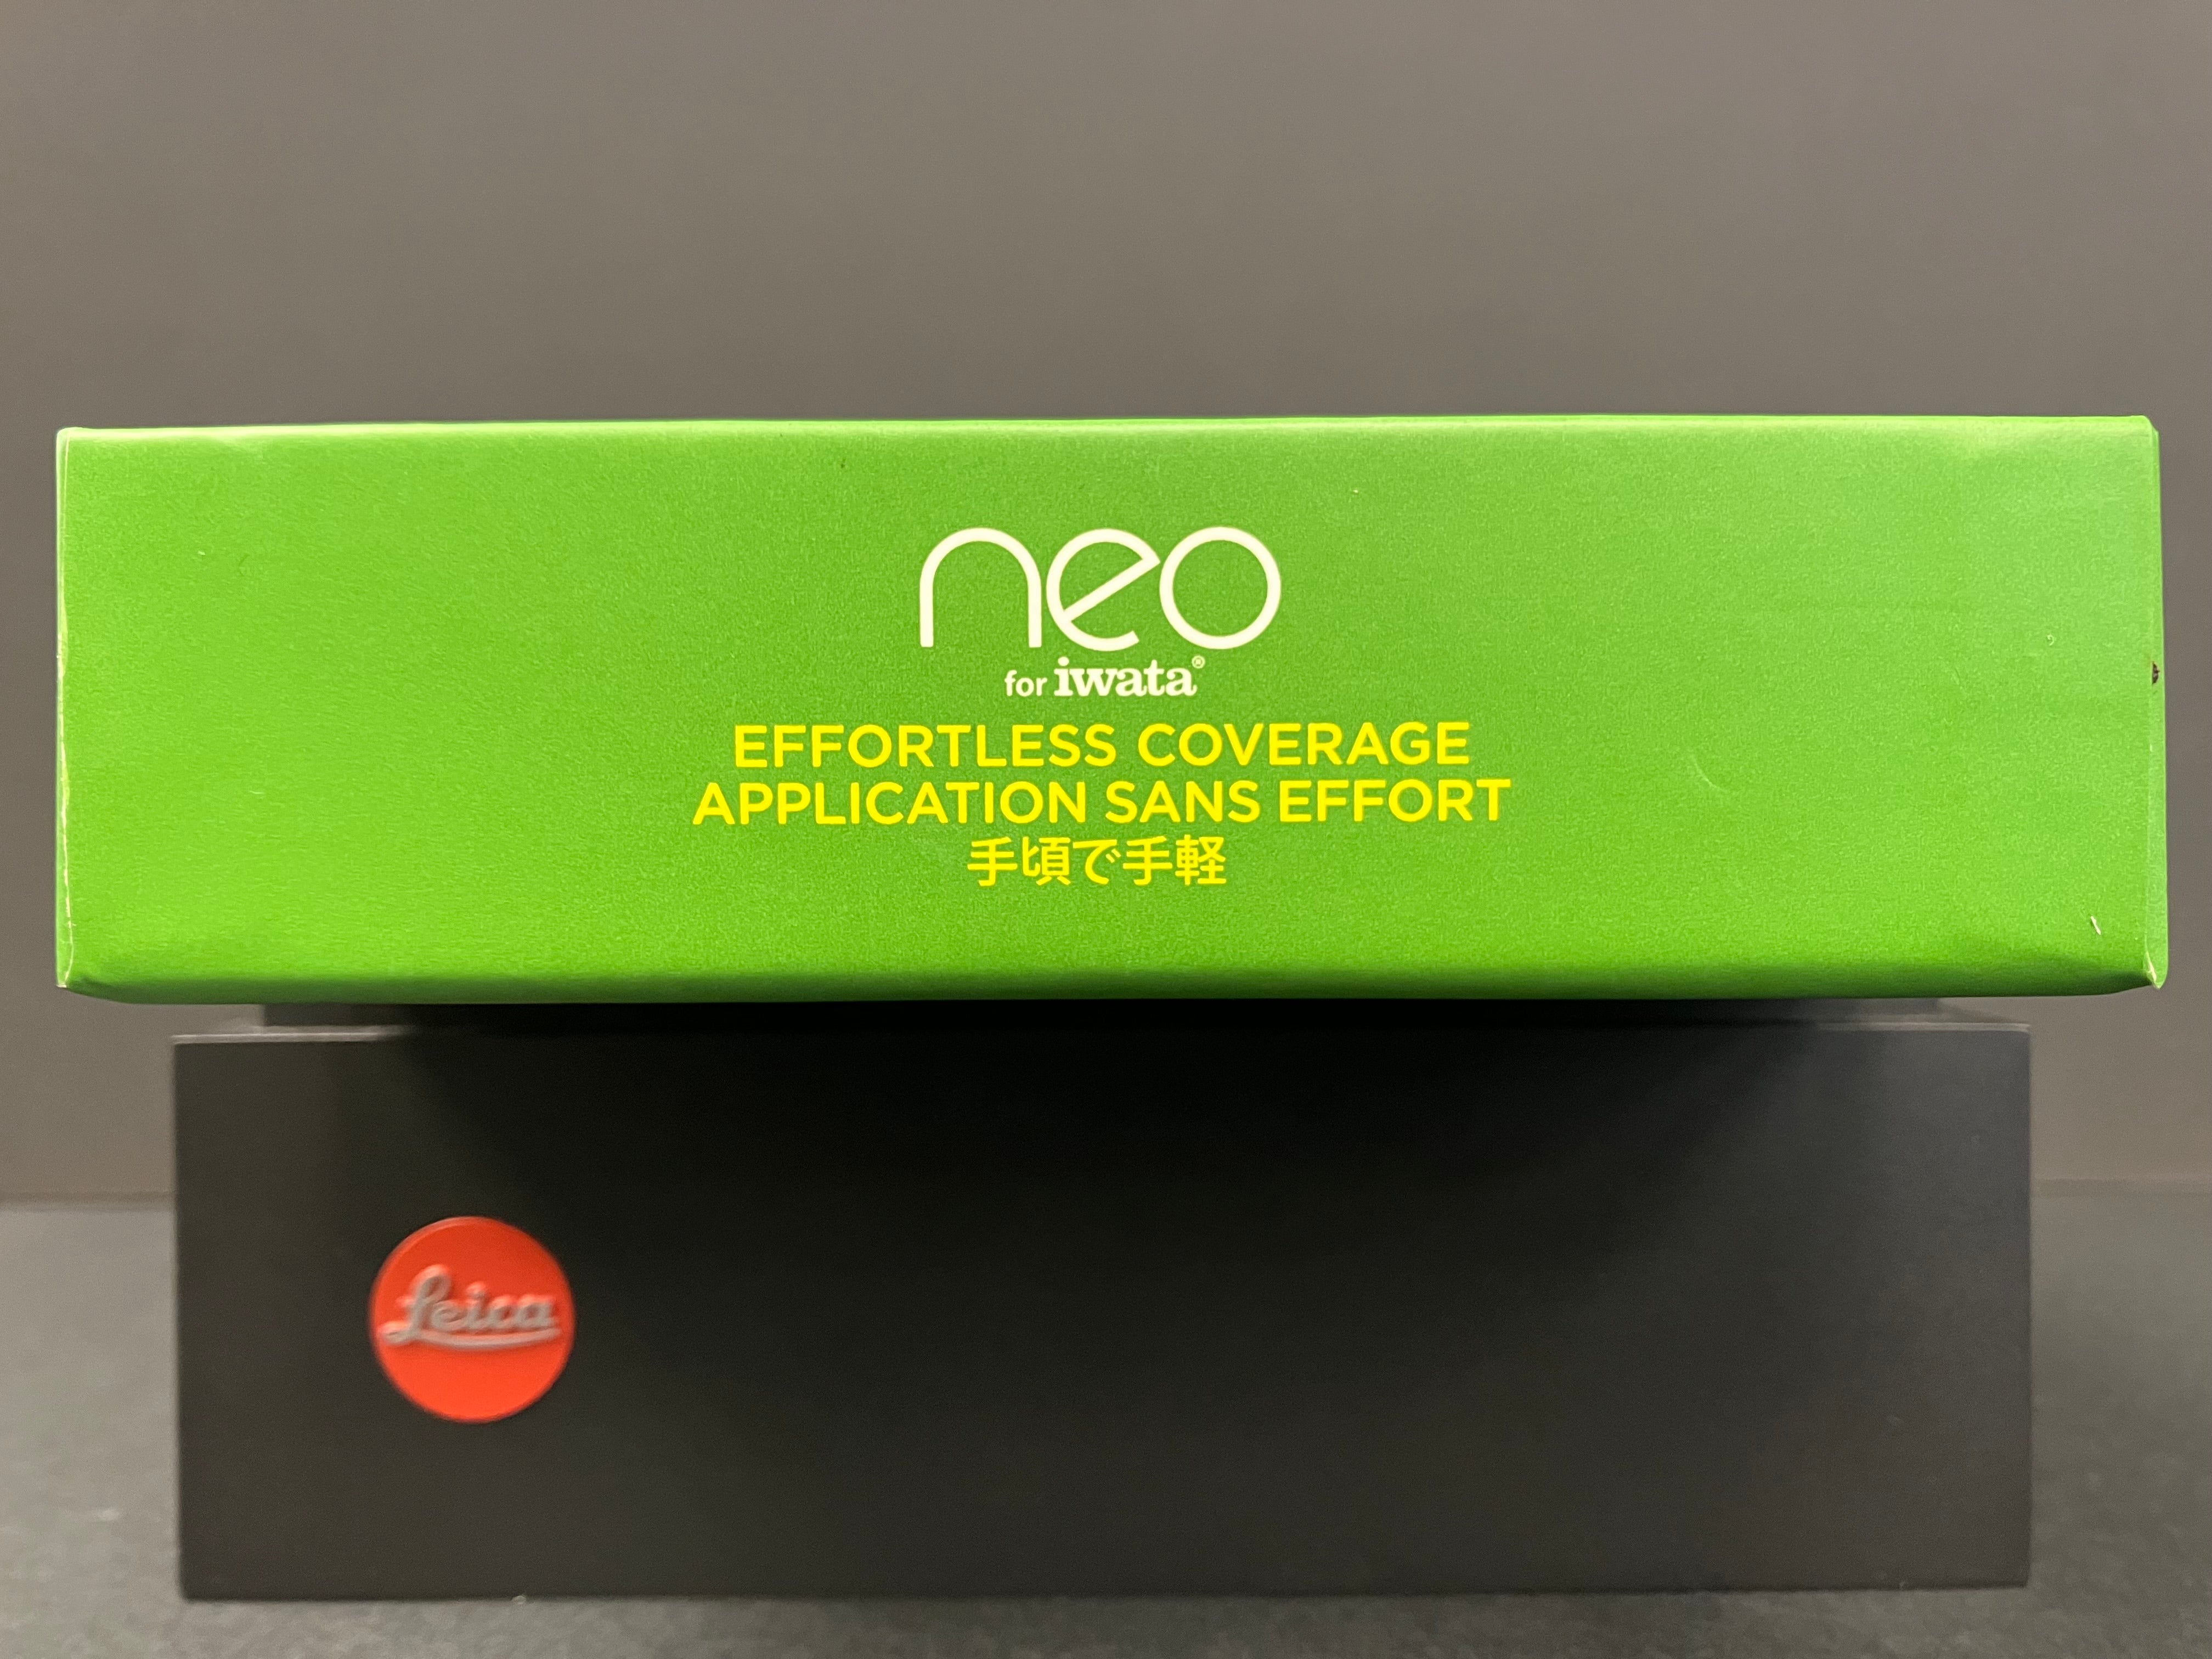 neo
for iwata®
EFFORTLESS COVERAGE
APPLICATION SANS EFFORT
手頃で手軽
Leica